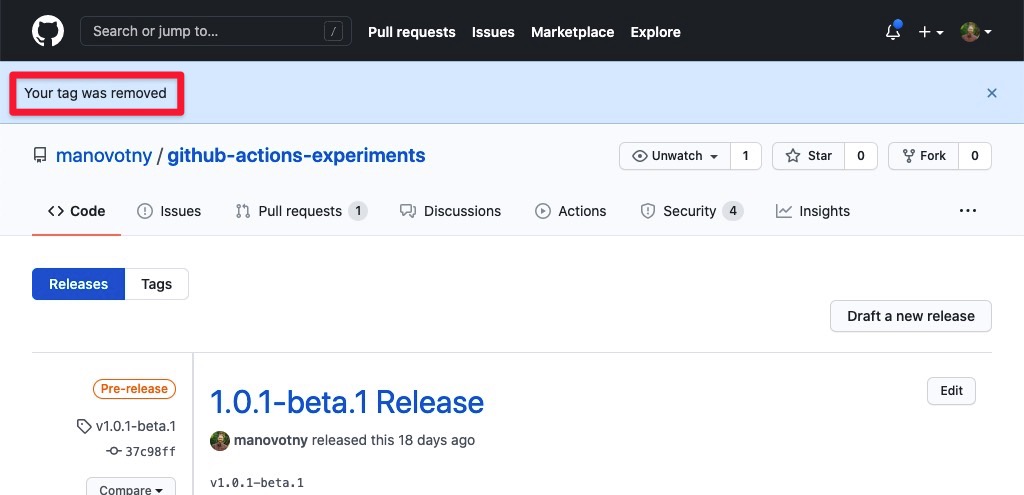 Search or jump to… / Pull requests Issues Marketplace Explore
Your tag was removed
manovotny / github-actions-experiments Unwatch 1 Star 0 Fork 0
Code Issues Pull requests 1 Discussions Actions Security 4 Insights
Releases Tags
Draft a new release
Pre-release
v1.0.1-beta.1
37c98ff
Compare
1.0.1-beta.1 Release
Edit
manovotny released this 18 days ago
v1.0.1-beta.1